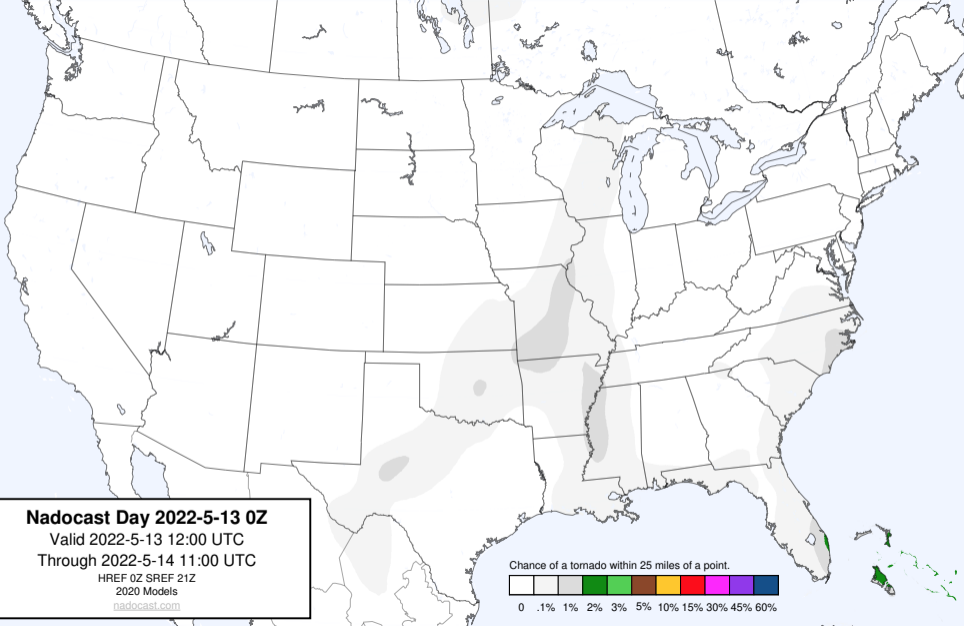 Nadocast Day 2022-5-13 0Z
Valid 2022-5-13 12:00 UTC
Through 2022-5-14 11:00 UTC
HREF 0Z SREF 21Z
2020 Models
nadocast.com
Chance of a tornado within 25 miles of a point.
0 .1% 1% 2% 3% 5% 10% 15% 30% 45% 60%